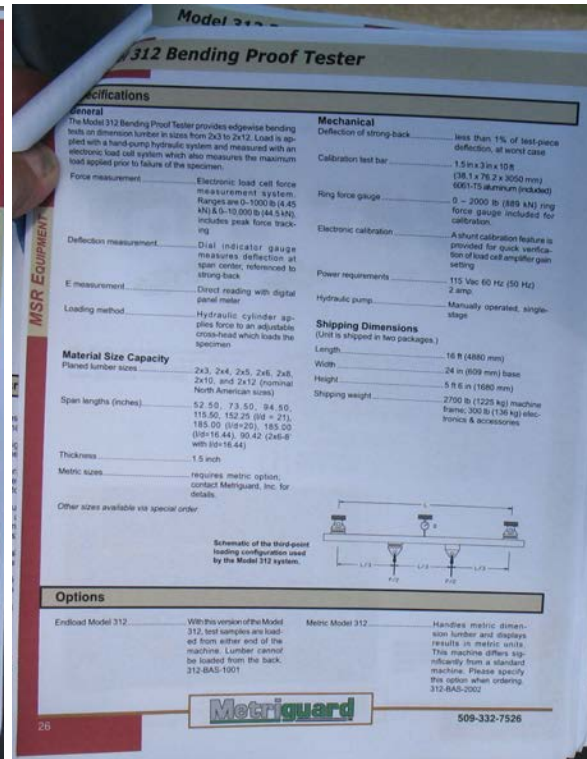 Model 312
312 Bending Proof Tester
ecifications
General
The Model 312 Bending Proof Tester provides edgewise bending
tests on dimension lumber in sizes from 2x3 to 2x12. Load is ap-
plied with a hand-pump hydraulic system and measured with an
electronic load cell system which also measures the maximum
load applied prior to failure of the specimen.
Force measurement
Electronic load cell force
measurement system.
Ranges are 0–1000 lb (4.45
kN) & 0–10,000 lb (44.5 kN),
includes peak force track-
ing
Deflection measurement
Dial indicator gauge
measures deflection at
span center, referenced to
strong-back
E measurement
Direct reading with digital
panel meter
Loading method
Hydraulic cylinder ap-
plies force to an adjustable
cross-head which loads the
specimen
Material Size Capacity
Planed lumber sizes
2x3, 2x4, 2x5, 2x6, 2x8,
2x10, and 2x12 (nominal
North American sizes)
Span lengths (inches)
52.50, 73.50, 94.50,
115.50, 152.25 (l/d = 21),
185.00 (l/d=20), 185.00
(l/d=16.44), 90.42 (2x6-8'
with l/d=16.44)
Thickness
1.5 inch
Metric sizes
requires metric option,
contact Metriguard, Inc. for
details.
Other sizes available via special order
Mechanical
Deflection of strong-back
less than 1% of test-piece
deflection, at worst case
Calibration test bar
1.5 in x 3 in x 10 ft
(38.1 x 76.2 x 3050 mm)
6061-T5 aluminum (included)
Ring force gauge
0 – 2000 lb (889 kN) ring
force gauge included for
calibration.
Electronic calibration
A shunt calibration feature is
provided for quick verifica-
tion of load cell amplifier gain
setting
Power requirements
115 Vac 60 Hz (50 Hz)
2 amp.
Hydraulic pump
Manually operated, single-
stage
Shipping Dimensions
(Unit is shipped in two packages.)
Length
16 ft (4880 mm)
Width
24 in (609 mm) base
Height
5 ft 6 in (1680 mm)
Shipping weight
2700 lb (1225 kg) machine
frame; 300 lb (136 kg) elec-
tronics & accessories
Schematic of the third-point
loading configuration used
by the Model 312 system.
L
L/3
L/3
L/3
P/2
P/2
Options
Endload Model 312
With this version of the Model
312, test samples are load-
ed from either end of the
machine. Lumber cannot
be loaded from the back.
312-BAS-1001
Metric Model 312
Handles metric dimen-
sion lumber and displays
results in metric units.
This machine differs sig-
nificantly from a standard
machine. Please specify
this option when ordering.
312-BAS-2002
MSR EQUIPMENT
Metriguard
26
509-332-7526